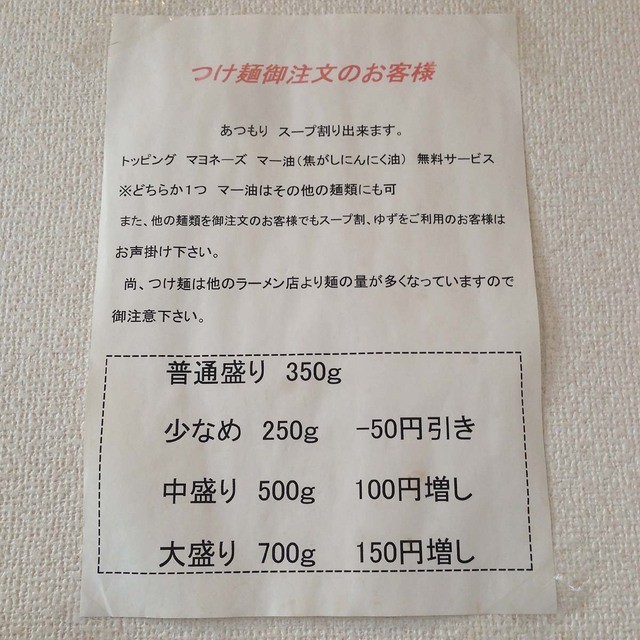 つけ麺御注文のお客様
あつもり スープ割り出来ます。
トッピング マヨネーズ マー油(焦がしにんにく油) 無料サービス
※どちらか1つ マー油はその他の麺類にも可
また、他の麺類を御注文のお客様でもスープ割、ゆずをご利用のお客様は
お声掛け下さい。
尚、つけ麺は他のラーメン店より麺の量が多くなっていますので
御注意下さい。
普通盛り 350g
少なめ 250g -50円引き
中盛り 500g 100円増し
大盛り 700g 150円増し